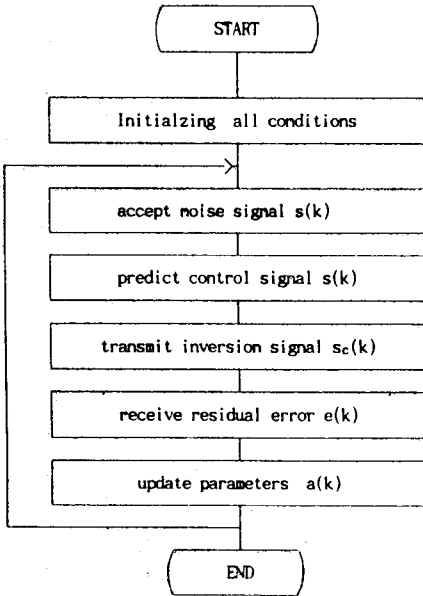 START
Initialzing all conditions
accept noise signal s(k)
predict control signal s(k)
transmit inversion signal s_c(k)
receive residual error e(k)
update parameters a(k)
END